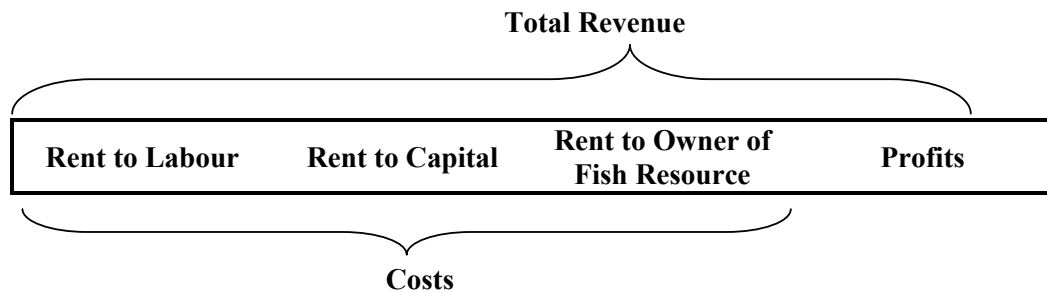 Total Revenue
Rent to Labour
Rent to Capital
Rent to Owner of
Fish Resource
Profits
Costs